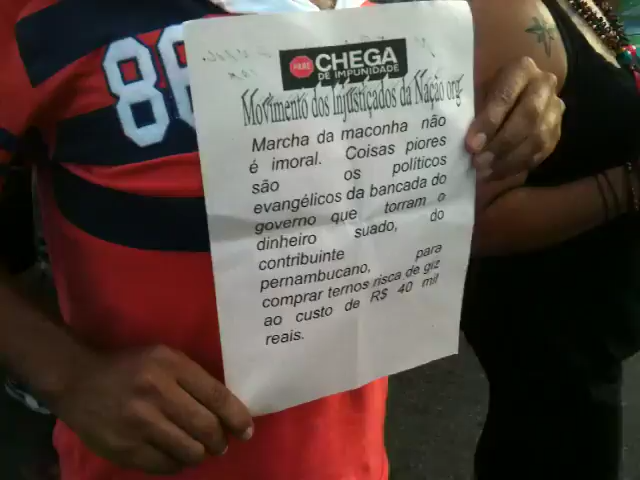 86
CHEGA
DE IMPUNIDADE
Movimento dos Injustiçados da Nação.org
Marcha da maconha não
é imoral. Coisas piores
são os políticos
evangélicos da bancada do
governo que torram o
dinheiro suado, do
contribuinte
pernambucano, para
comprar ternos risca de giz
ao custo de R$ 40 mil
reais.